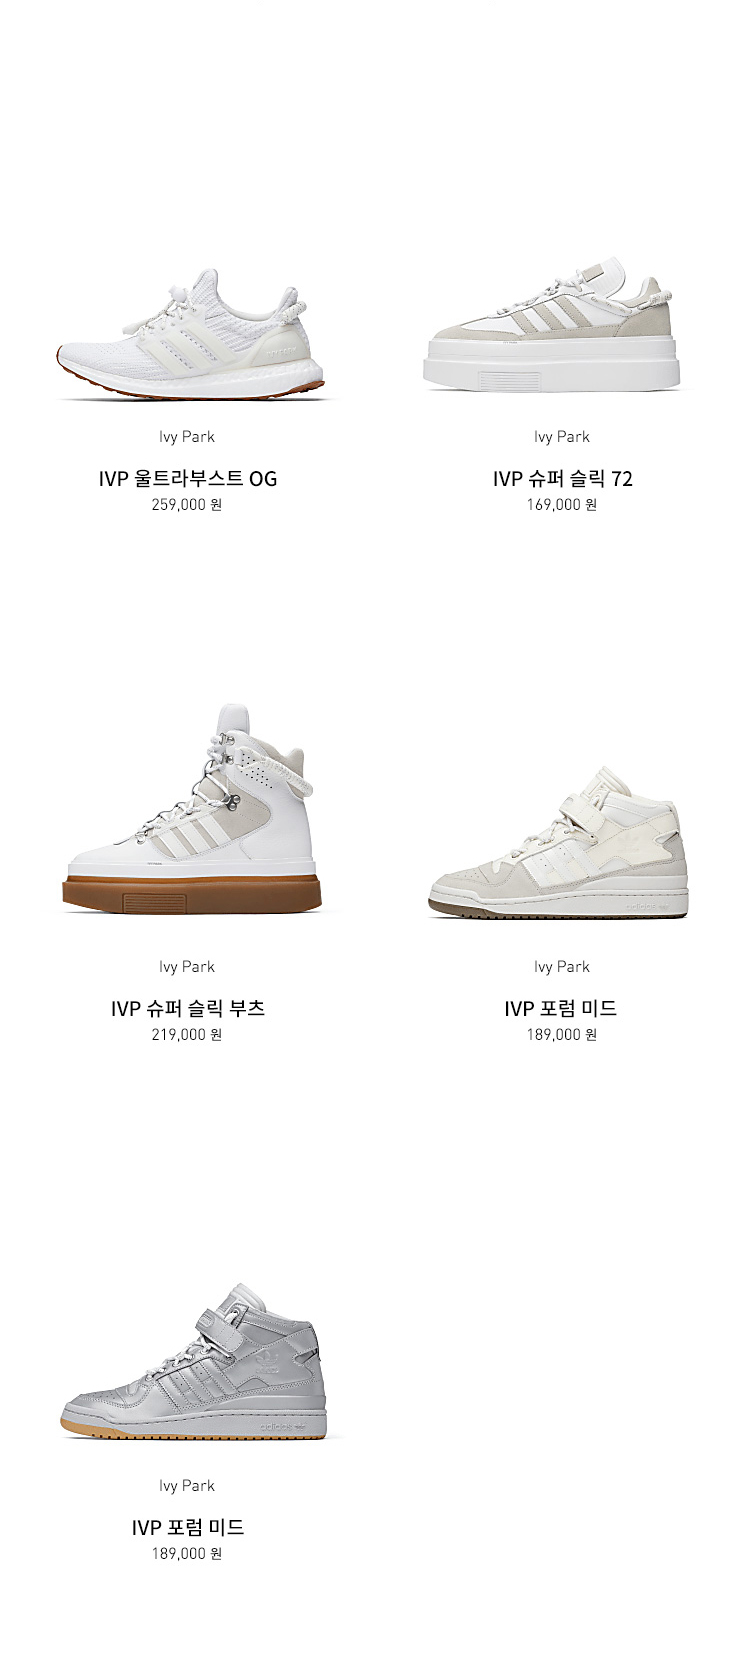 Ivy Park
IVP 울트라부스트 OG
259,000 원
Ivy Park
IVP 슈퍼 슬릭 72
169,000 원
Ivy Park
IVP 슈퍼 슬릭 부츠
219,000 원
adidas
Ivy Park
IVP 포럼 미드
189,000 원
adidas
Ivy Park
IVP 포럼 미드
189,000 원